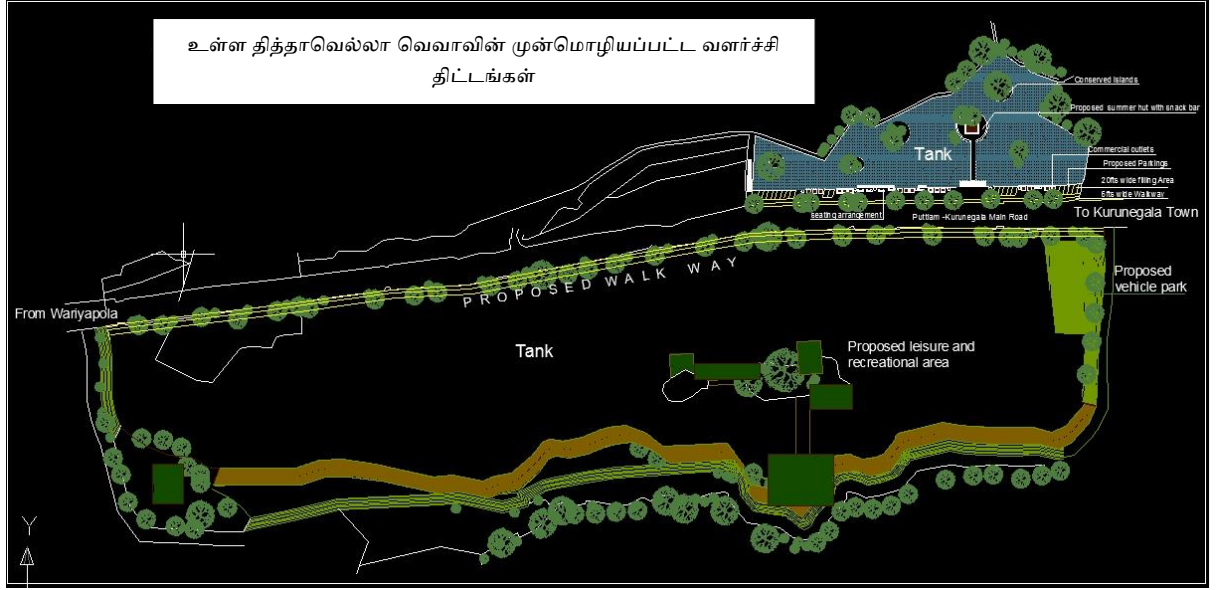 உள்ள தித்தாவெல்லா வெவாவின் முன்மொழியப்பட்ட வளர்ச்சி
திட்டங்கள்
Conserved Islands
Proposed summer hut with snack bar
Tank
Commercial outlets
Proposed Parkings
20fts wide filling Area
6fts wide Walkway
seating arrangement
Puttlam -Kurunegala Main Road
To Kurunegala Town
PROPOSED WALK WAY
Proposed
vehicle park
From Wariyapola
Tank
Proposed leisure and
recreational area
Y